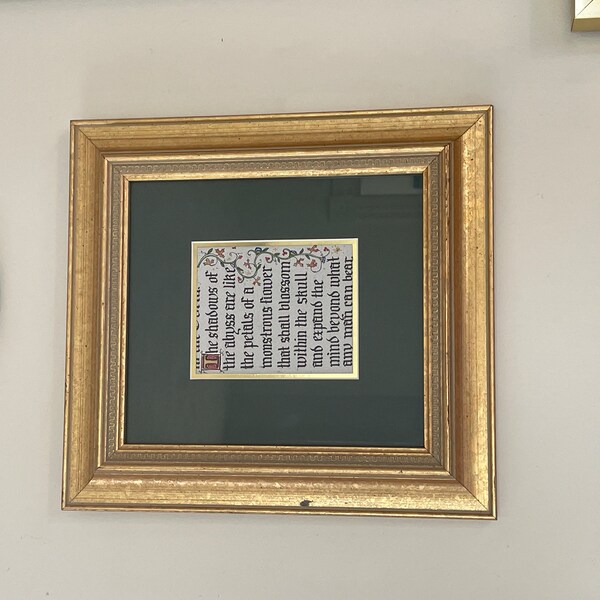 The shadows of
the abyss are like
the petals of a
monstrous flower
that shall blossom
within the skull
and expand the
mind beyond what
any man can bear